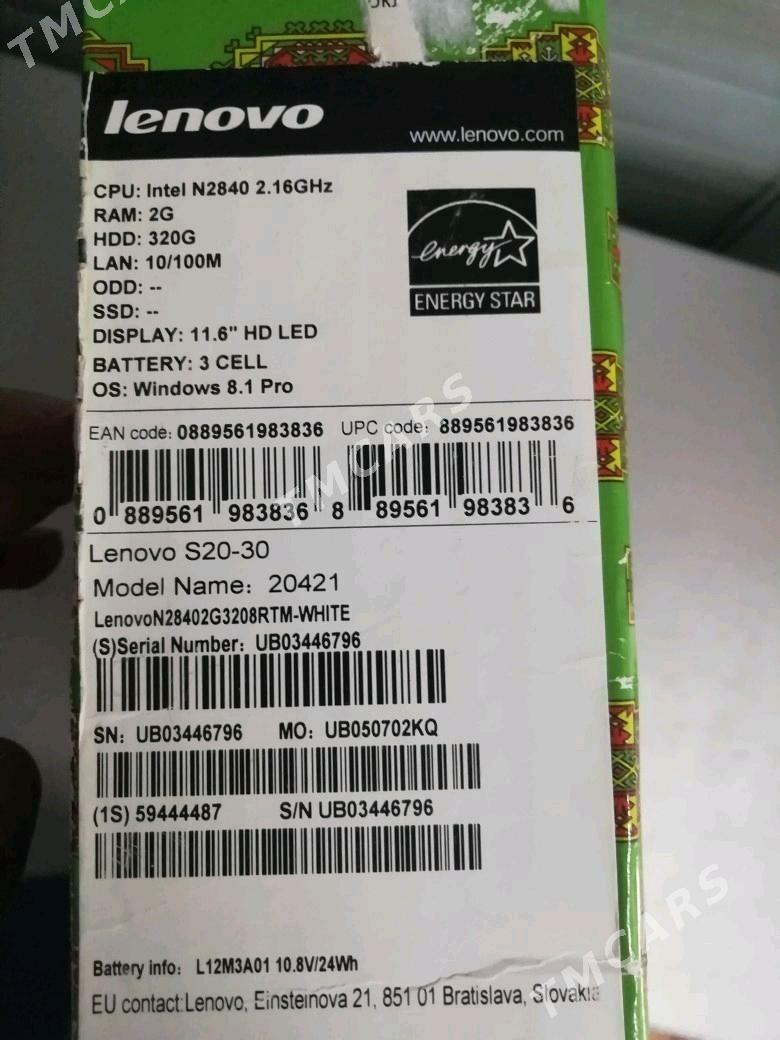 TMCARS
lenovo
www.lenovo.com
CPU: Intel N2840 2.16GHz
RAM: 2G
HDD: 320G
LAN: 10/100M
ODD: --
SSD: --
DISPLAY: 11.6" HD LED
BATTERY: 3 CELL
OS: Windows 8.1 Pro
energy
ENERGY STAR
EAN code: 0889561983836 UPC code: 889561983836
TMCARS
0 889561 983836 8 89561 98383 6
Lenovo S20-30
Model Name: 20421
LenovoN28402G3208RTM-WHITE
(S)Serial Number: UB03446796
SN: UB03446796 MO: UB050702KQ
(1S) 59444487 S/N UB03446796
TMCARS
Battery info: L12M3A01 10.8V/24Wh
EU contact:Lenovo, Einsteinova 21, 851 01 Bratislava, Slovakia